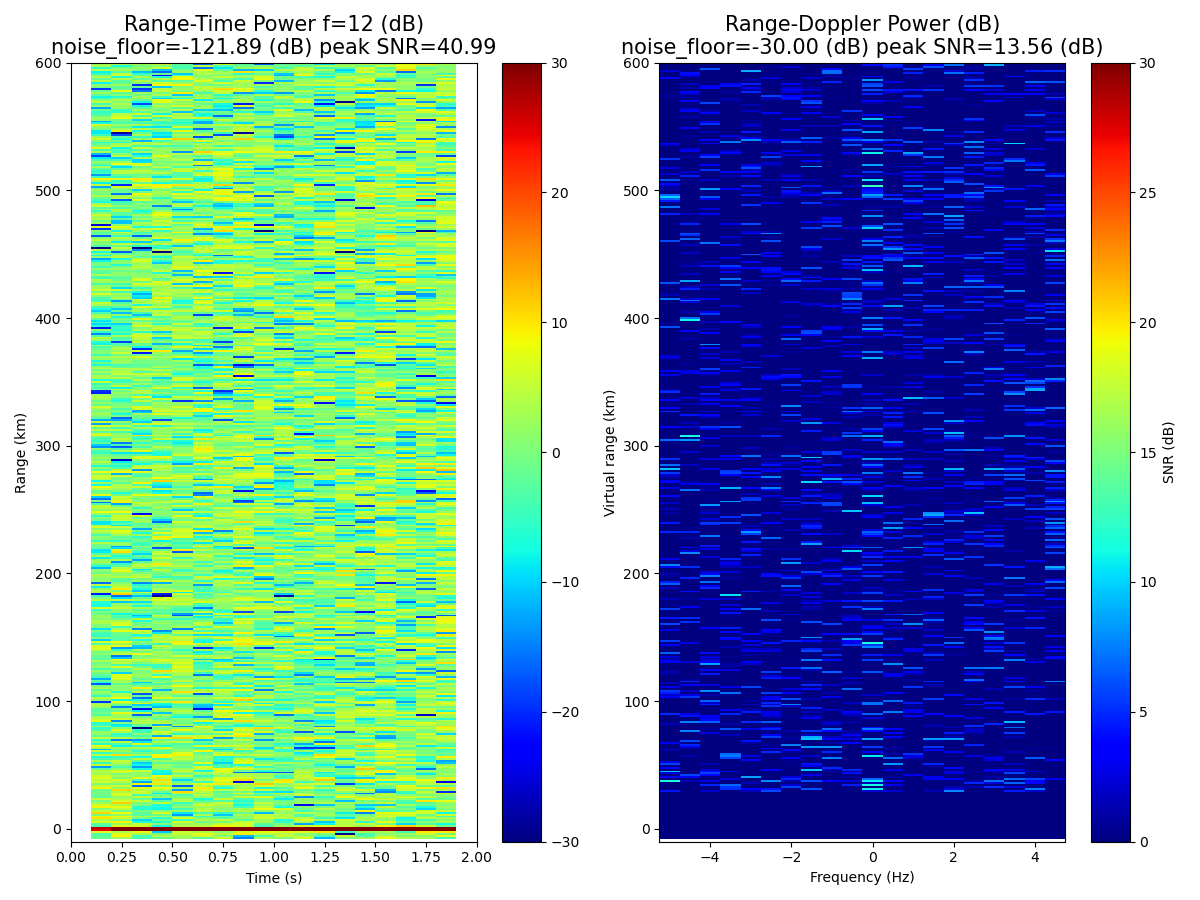 Range-Time Power f=12 (dB)
noise_floor=-121.89 (dB) peak SNR=40.99
600
500
400
300
200
100
0
Range (km)
0.00 0.25 0.50 0.75 1.00 1.25 1.50 1.75 2.00
Time (s)
30
20
10
0
−10
−20
−30
Range-Doppler Power (dB)
noise_floor=-30.00 (dB) peak SNR=13.56 (dB)
600
500
400
300
200
100
0
Virtual range (km)
−4 −2 0 2 4
Frequency (Hz)
30
25
20
15
10
5
0
SNR (dB)